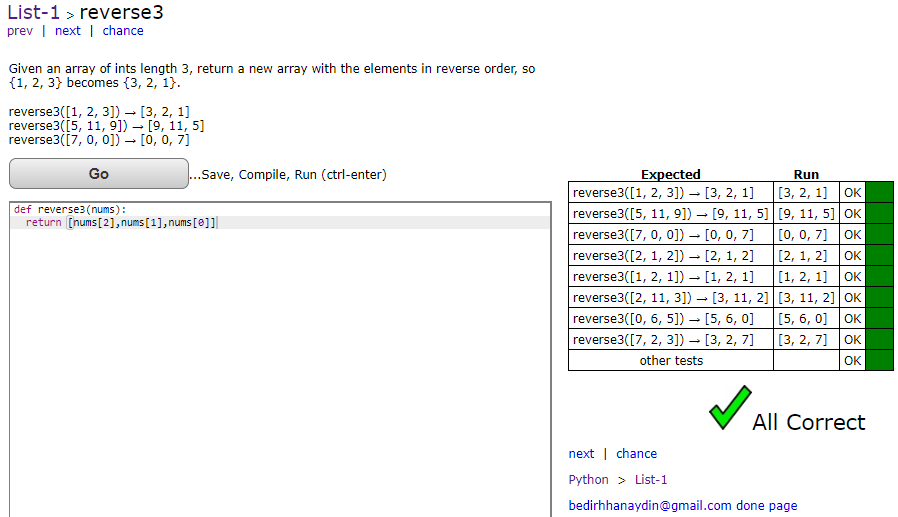 List-1 > reverse3
prev | next | chance
Given an array of ints length 3, return a new array with the elements in reverse order, so
{1, 2, 3} becomes {3, 2, 1}.
reverse3([1, 2, 3]) → [3, 2, 1]
reverse3([5, 11, 9]) → [9, 11, 5]
reverse3([7, 0, 0]) → [0, 0, 7]
Go
...Save, Compile, Run (ctrl-enter)
def reverse3(nums):
return [nums[2],nums[1],nums[0]]
Expected Run
reverse3([1, 2, 3]) → [3, 2, 1] [3, 2, 1] OK
reverse3([5, 11, 9]) → [9, 11, 5] [9, 11, 5] OK
reverse3([7, 0, 0]) → [0, 0, 7] [0, 0, 7] OK
reverse3([2, 1, 2]) → [2, 1, 2] [2, 1, 2] OK
reverse3([1, 2, 1]) → [1, 2, 1] [1, 2, 1] OK
reverse3([2, 11, 3]) → [3, 11, 2] [3, 11, 2] OK
reverse3([0, 6, 5]) → [5, 6, 0] [5, 6, 0] OK
reverse3([7, 2, 3]) → [3, 2, 7] [3, 2, 7] OK
other tests OK
All Correct
next | chance
Python > List-1
bedirhhanaydin@gmail.com done page